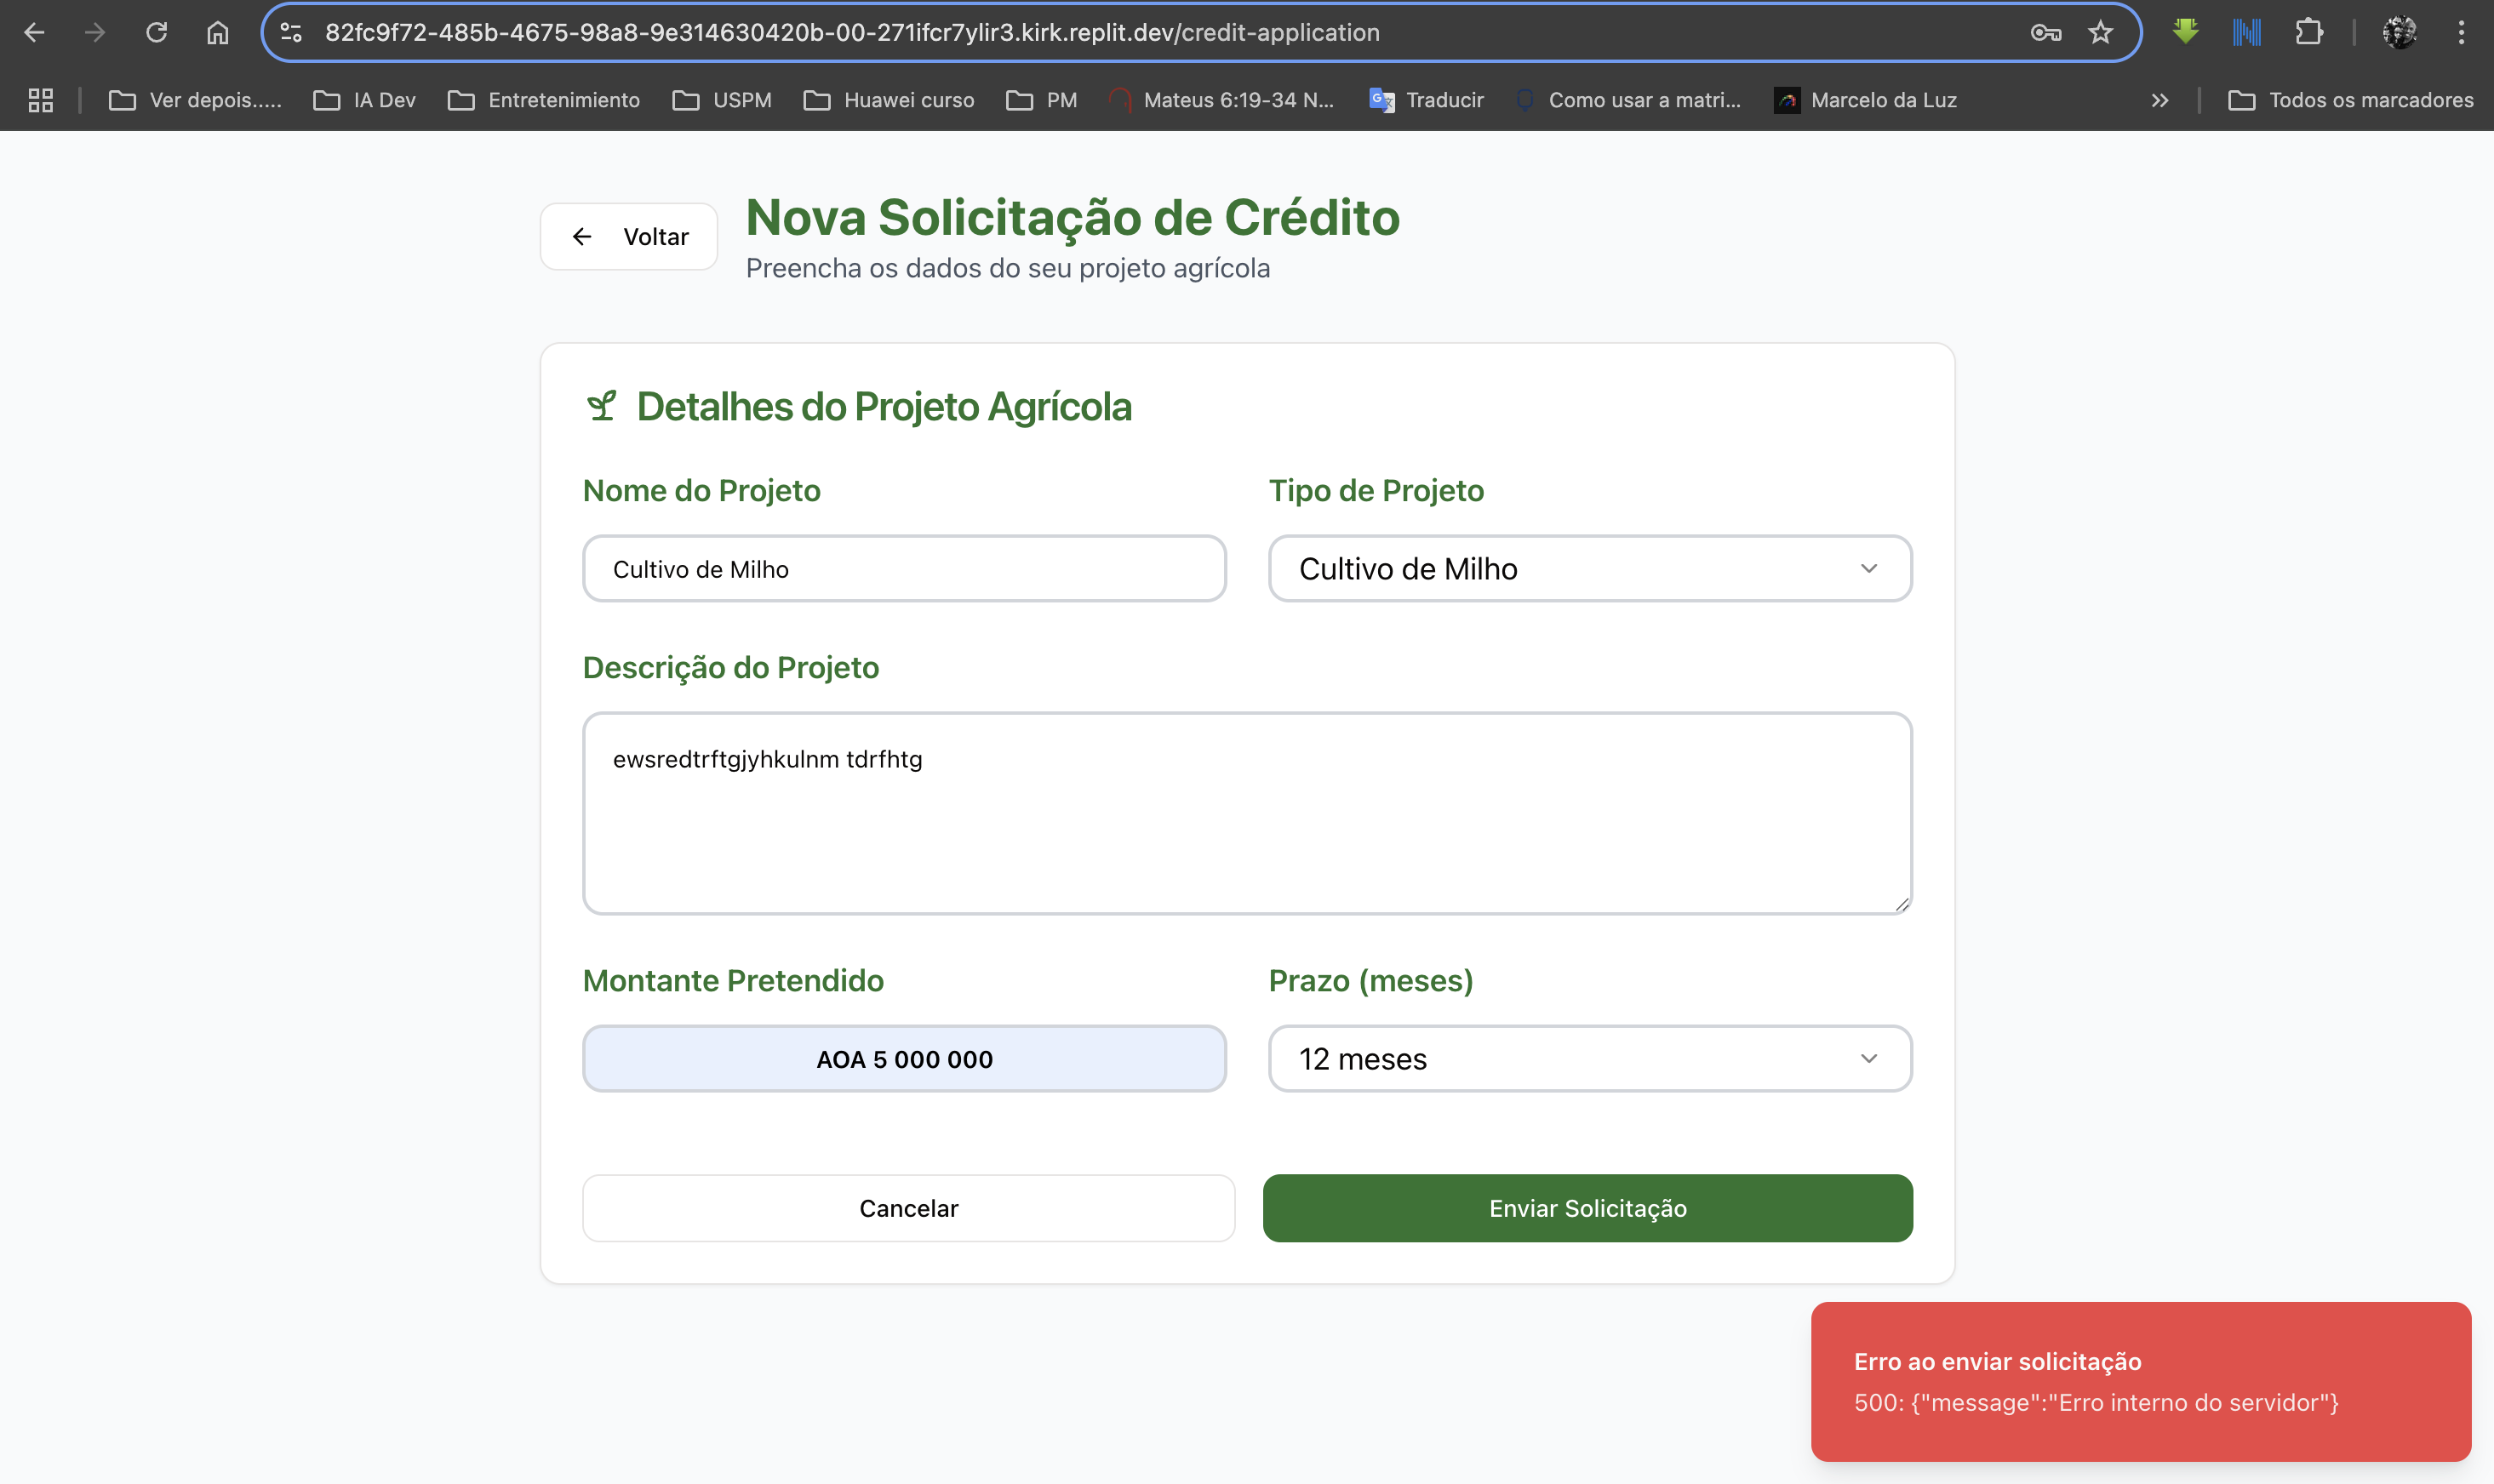 82fc9f72-485b-4675-98a8-9e314630420b-00-271ifcr7ylir3.kirk.replit.dev/credit-application
Ver depois..... IA Dev Entretenimiento USPM Huawei curso PM Mateus 6:19-34 N... Traducir Como usar a matri... Marcelo da Luz Todos os marcadores
Voltar
Nova Solicitação de Crédito
Preencha os dados do seu projeto agrícola
Detalhes do Projeto Agrícola
Nome do Projeto Tipo de Projeto
Cultivo de Milho Cultivo de Milho
Descrição do Projeto
ewsredtrftgjyhkulnm tdrfhtg
Montante Pretendido Prazo (meses)
AOA 5 000 000 12 meses
Cancelar Enviar Solicitação
Erro ao enviar solicitação
500: {"message":"Erro interno do servidor"}